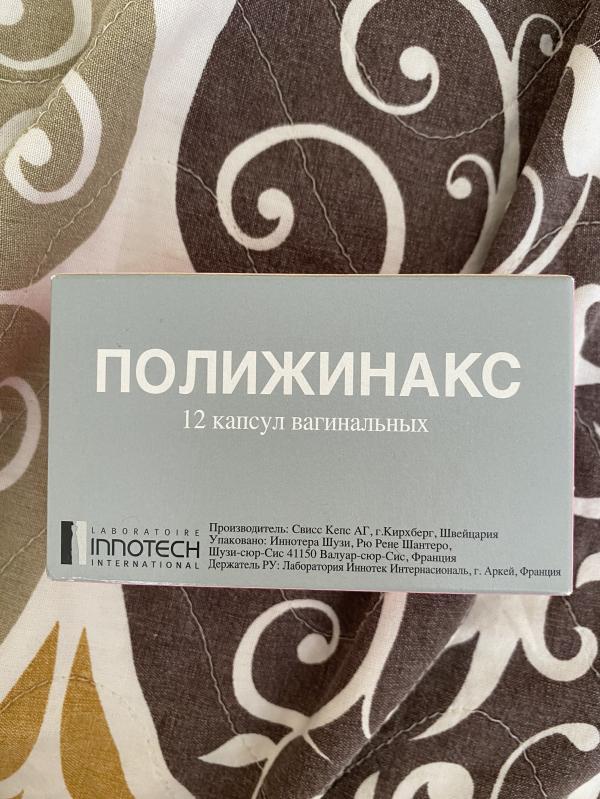 ПОЛИЖИНАКС
12 капсул вагинальных
LABORATOIRE
INNOTECH
INTERNATIONAL
Производитель: Свисс Кепс АГ, г.Кирхберг, Швейцария
Упаковано: Иннотера Шузи, Рю Рене Шантеро,
Шузи-сюр-Сис 41150 Валуар-сюр-Сис, Франция
Держатель РУ: Лаборатория Иннотек Интернасиональ, г. Аркей, Франция